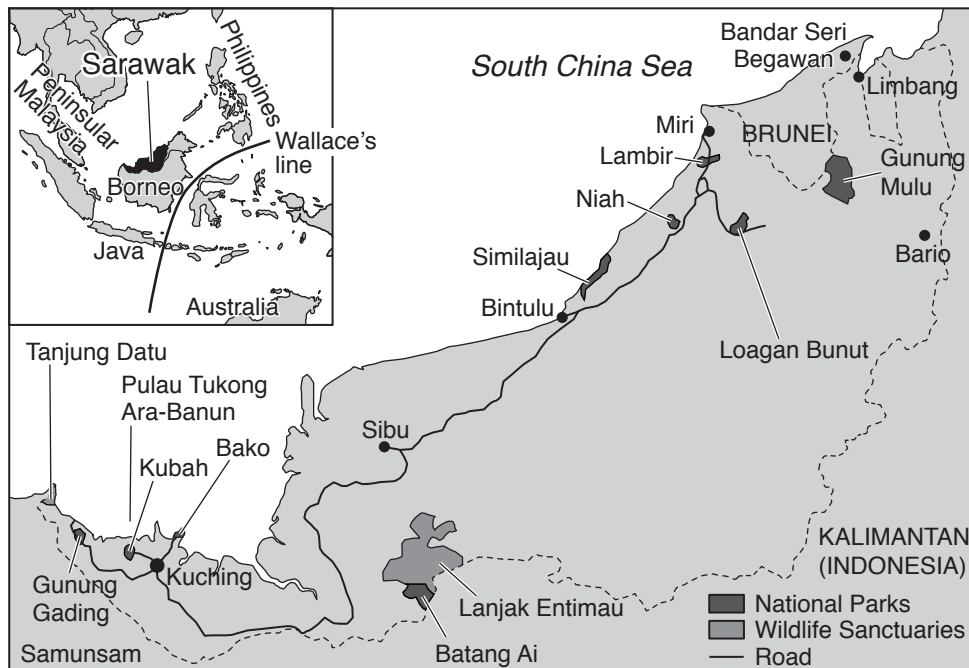 Philippines
Sarawak
Peninsular
Malaysia
Wallace's
line
Borneo
Java
Australia
South China Sea
Bandar Seri
Begawan
Limbang
Miri
BRUNEI
Lambir
Gunung
Mulu
Niah
Bario
Similajau
Bintulu
Loagan Bunut
Tanjung Datu
Pulau Tukong
Ara-Banun
Sibu
Bako
Kubah
Kuching
Gunung
Gading
Lanjak Entimau
Batang Ai
Samunsam
KALIMANTAN
(INDONESIA)
National Parks
Wildlife Sanctuaries
Road